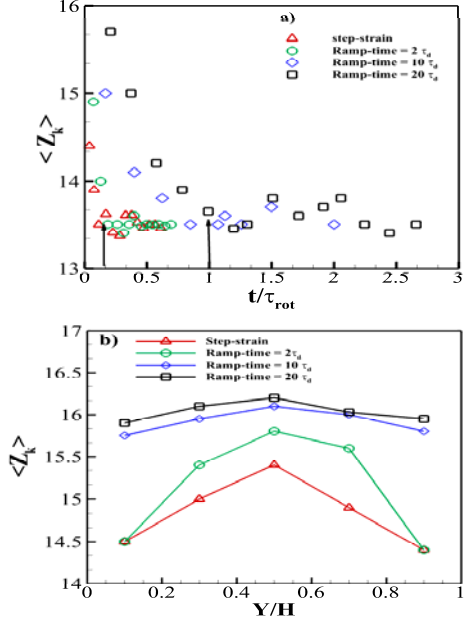 a)
step-strain
Ramp-time = 2 τd
Ramp-time = 10 τd
Ramp-time = 20 τd
16
15
14
13
<Zk>
0 0.5 1 1.5 2 2.5 3
t/τrot
b)
Step-strain
Ramp-time = 2τd
Ramp-time = 10 τd
Ramp-time = 20 τd
17
16.5
16
15.5
15
14.5
14
<Zk>
0 0.2 0.4 0.6 0.8 1
Y/H